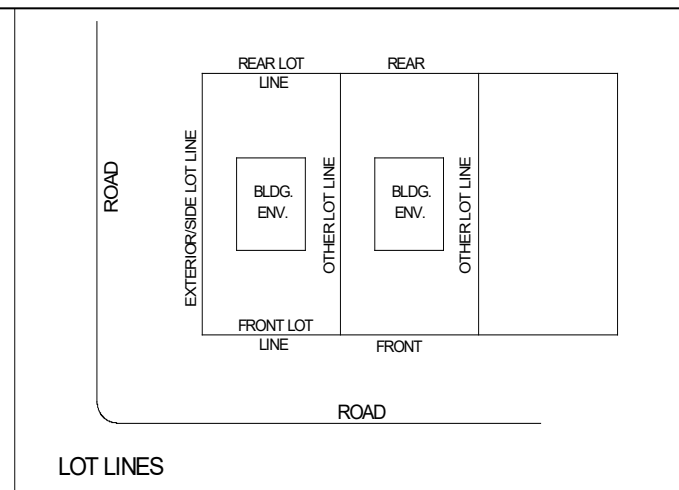 REAR LOT
LINE
REAR
ROAD
EXTERIOR/SIDE LOT LINE
BLDG.
ENV.
OTHER LOT LINE
BLDG.
ENV.
OTHER LOT LINE
FRONT LOT
LINE
FRONT
ROAD
LOT LINES